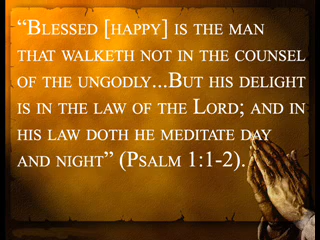 “Blessed [happy] is the man
that walketh not in the counsel
of the ungodly...But his delight
is in the law of the Lord; and in
his law doth he meditate day
and night” (Psalm 1:1-2).